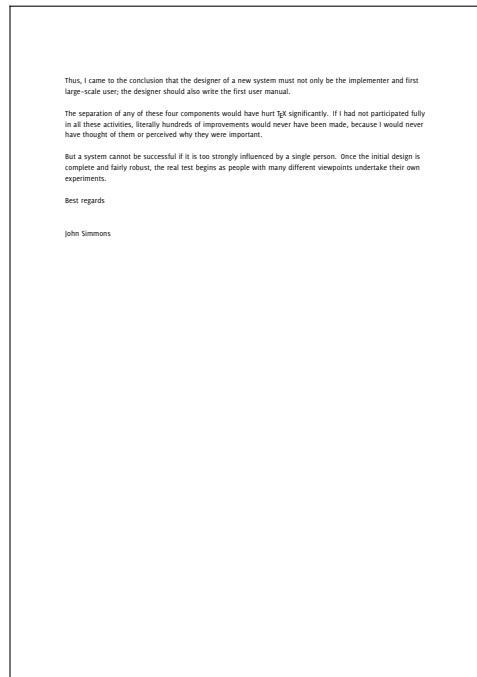 Thus, I came to the conclusion that the designer of a new system must not only be the implementer and first
large-scale user; the designer should also write the first user manual.
The separation of any of these four components would have hurt TEX significantly. If I had not participated fully
in all these activities, literally hundreds of improvements would never have been made, because I would never
have thought of them or perceived why they were important.
But a system cannot be successful if it is too strongly influenced by a single person. Once the initial design is
complete and fairly robust, the real test begins as people with many different viewpoints undertake their own
experiments.
Best regards
John Simmons